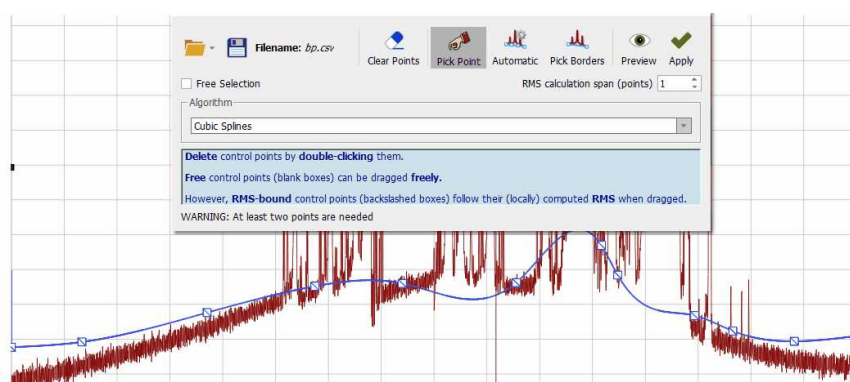 Filename: bp.csv
Clear Points Pick Point Automatic Pick Borders Preview Apply
Free Selection RMS calculation span (points) 1
Algorithm
Cubic Splines
Delete control points by double-clicking them.
Free control points (blank boxes) can be dragged freely.
However, RMS-bound control points (backslashed boxes) follow their (locally) computed RMS when dragged.
WARNING: At least two points are needed